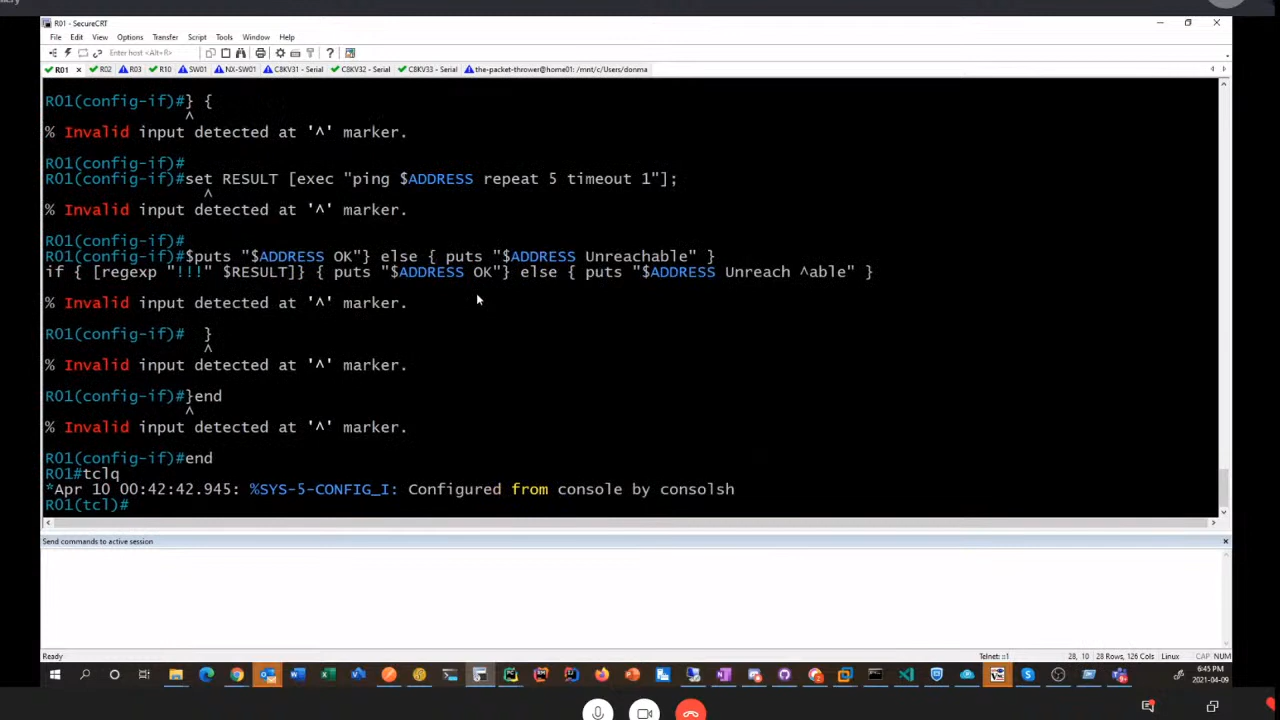 R01 - SecureCRT
File Edit View Options Transfer Script Tools Window Help
Enter host <Alt+R>
R01 R02 R03 R10 SW01 NX-SW01 C8KV31 - Serial C8KV32 - Serial C8KV33 - Serial the-packet-thrower@home01: /mnt/c/Users/donma
R01(config-if)#} {
^
% Invalid input detected at '^' marker.
R01(config-if)#
R01(config-if)#set RESULT [exec "ping $ADDRESS repeat 5 timeout 1"];
^
% Invalid input detected at '^' marker.
R01(config-if)#
R01(config-if)#$puts "$ADDRESS OK"} else { puts "$ADDRESS Unreachable" }
if { [regexp "!!!" $RESULT]} { puts "$ADDRESS OK"} else { puts "$ADDRESS Unreach ^able" }
% Invalid input detected at '^' marker.
R01(config-if)#  }
^
% Invalid input detected at '^' marker.
R01(config-if)#}end
^
% Invalid input detected at '^' marker.
R01(config-if)#end
R01#tclq
*Apr 10 00:42:42.945: %SYS-5-CONFIG_I: Configured from console by consolsh
R01(tcl)#
Send commands to active session
Ready Telnet ::1 28, 10 28 Rows, 126 Cols Linux CAP NUM
6:45 PM
2021-04-09